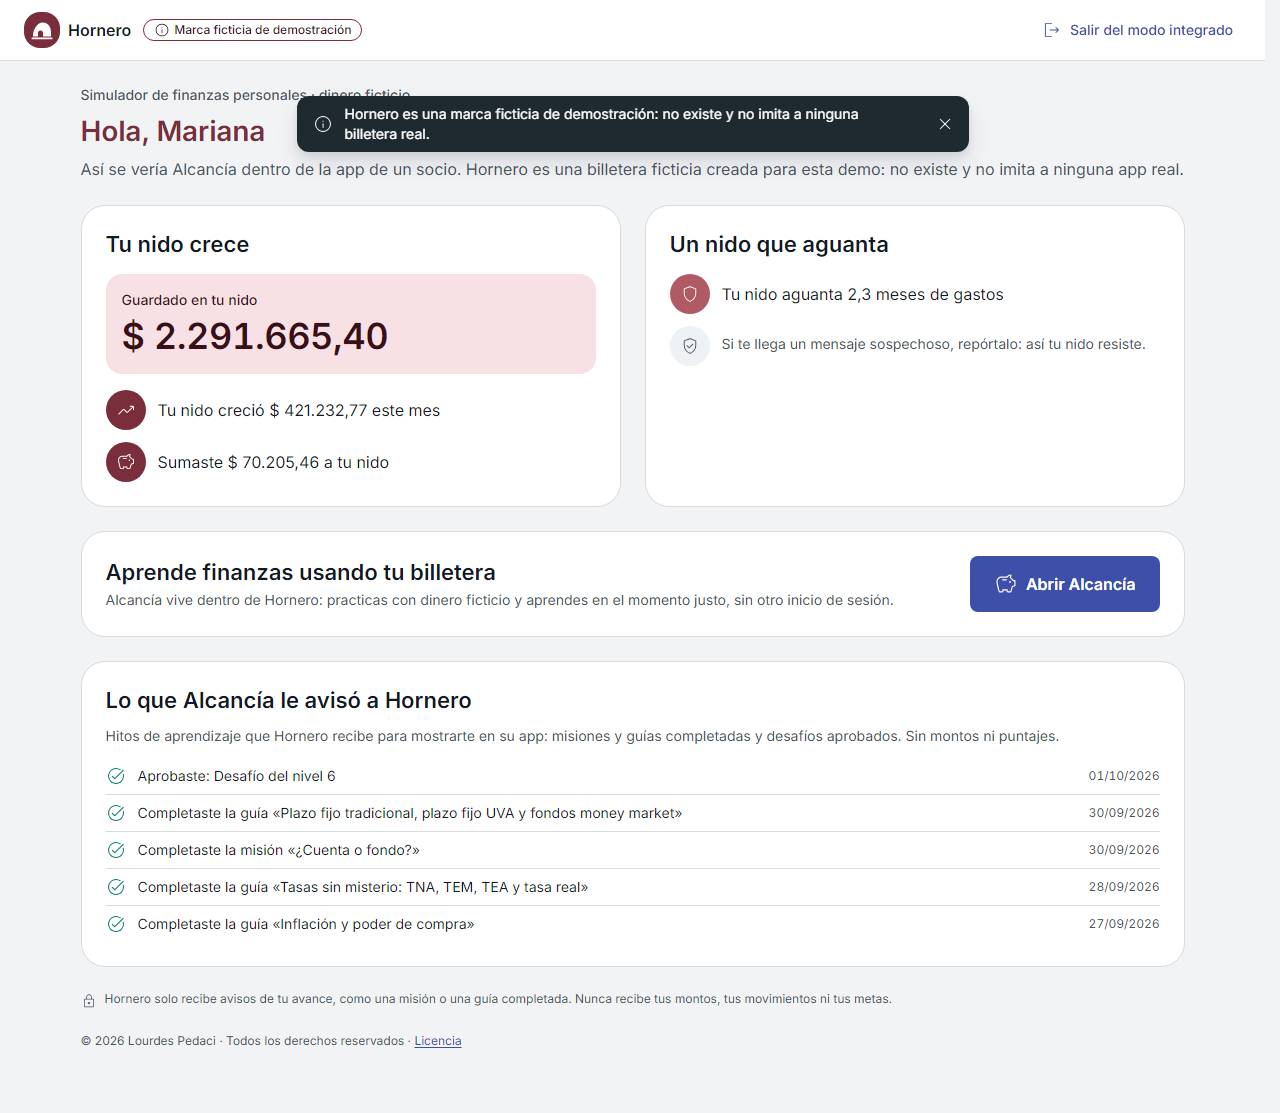 Hornero
Marca ficticia de demostración
Salir del modo integrado
Simulador de finanzas personales · dinero ficticio
Hornero es una marca ficticia de demostración: no existe y no imita a ninguna
billetera real.
Hola, Mariana
Así se vería Alcancía dentro de la app de un socio. Hornero es una billetera ficticia creada para esta demo: no existe y no imita a ninguna app real.
Tu nido crece
Guardado en tu nido
$ 2.291.665,40
Tu nido creció $ 421.232,77 este mes
Sumaste $ 70.205,46 a tu nido
Un nido que aguanta
Tu nido aguanta 2,3 meses de gastos
Si te llega un mensaje sospechoso, repórtalo: así tu nido resiste.
Aprende finanzas usando tu billetera
Alcancía vive dentro de Hornero: practicas con dinero ficticio y aprendes en el momento justo, sin otro inicio de sesión.
Abrir Alcancía
Lo que Alcancía le avisó a Hornero
Hitos de aprendizaje que Hornero recibe para mostrarte en su app: misiones y guías completadas y desafíos aprobados. Sin montos ni puntajes.
Aprobaste: Desafío del nivel 6 01/10/2026
Completaste la guía «Plazo fijo tradicional, plazo fijo UVA y fondos money market» 30/09/2026
Completaste la misión «¿Cuenta o fondo?» 30/09/2026
Completaste la guía «Tasas sin misterio: TNA, TEM, TEA y tasa real» 28/09/2026
Completaste la guía «Inflación y poder de compra» 27/09/2026
Hornero solo recibe avisos de tu avance, como una misión o una guía completada. Nunca recibe tus montos, tus movimientos ni tus metas.
© 2026 Lourdes Pedaci · Todos los derechos reservados · Licencia